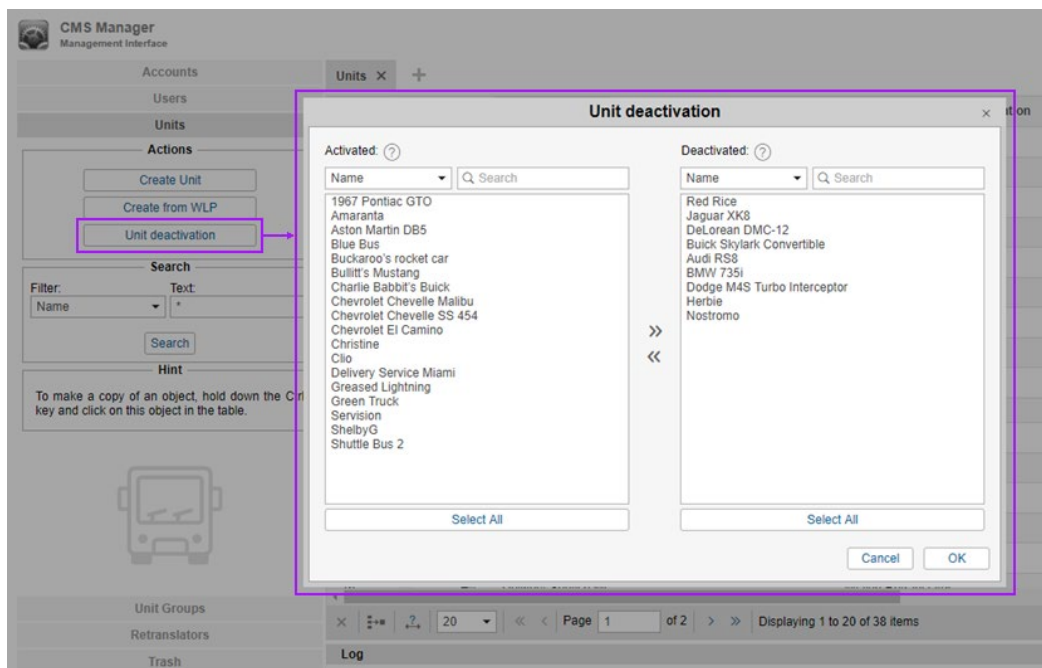 CMS Manager
Management Interface
Accounts
Users
Units
Actions
Create Unit
Create from WLP
Unit deactivation
Search
Filter: Text:
Name *
Search
Hint
To make a copy of an object, hold down the Ctrl
key and click on this object in the table.
Unit Groups
Retranslators
Trash
Units
Unit deactivation
Activated:
Name Search
1967 Pontiac GTO
Amaranta
Aston Martin DB5
Blue Bus
Buckaroo's rocket car
Bullitt's Mustang
Charlie Babbit's Buick
Chevrolet Chevelle Malibu
Chevrolet Chevelle SS 454
Chevrolet El Camino
Christine
Clio
Delivery Service Miami
Greased Lightning
Green Truck
Servision
ShelbyG
Shuttle Bus 2
Select All
Deactivated:
Name Search
Red Rice
Jaguar XK8
DeLorean DMC-12
Buick Skylark Convertible
Audi RS8
BMW 735i
Dodge M4S Turbo Interceptor
Herbie
Nostromo
Select All
Cancel OK
20 Page 1 of 2 Displaying 1 to 20 of 38 items
Log